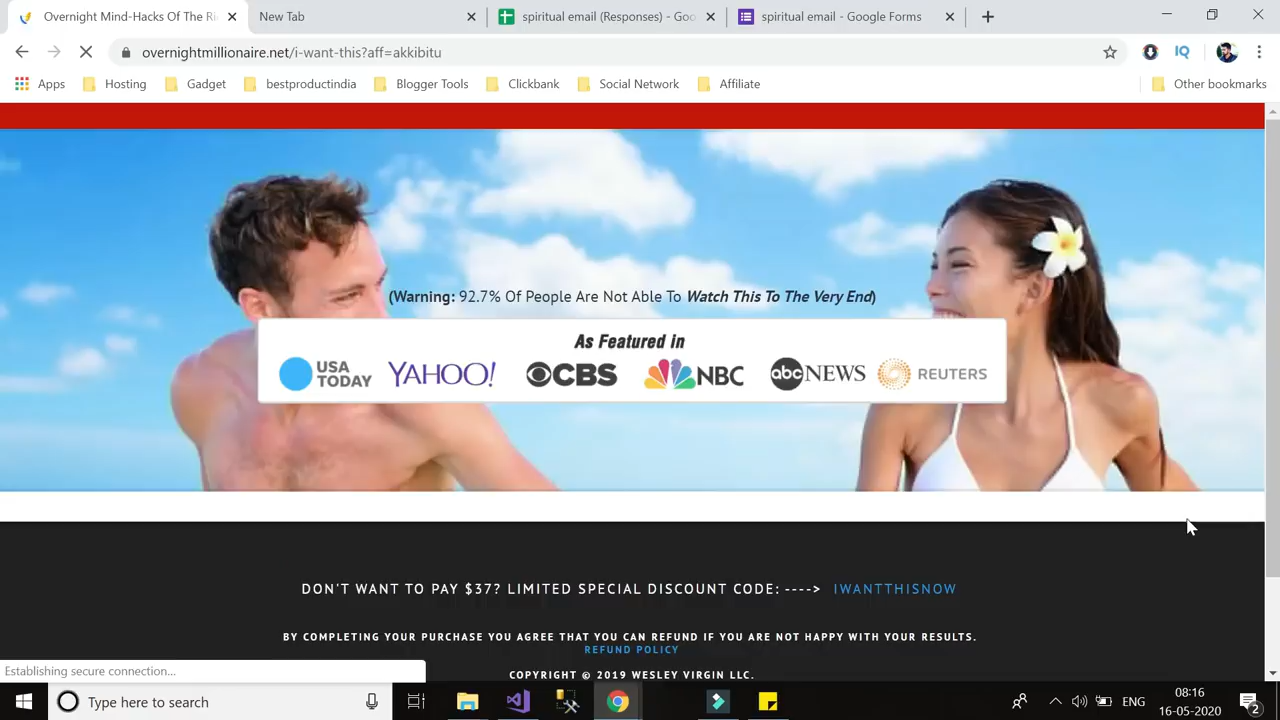 Overnight Mind-Hacks Of The Ri
New Tab
spiritual email (Responses) - Goo
spiritual email - Google Forms
overnightmillionaire.net/i-want-this?aff=akkibitu
IQ
Apps
Hosting
Gadget
bestproductindia
Blogger Tools
Clickbank
Social Network
Affiliate
Other bookmarks
(Warning: 92.7% Of People Are Not Able To Watch This To The Very End)
As Featured in
USA TODAY
YAHOO!
CBS
NBC
abc NEWS
REUTERS
DON'T WANT TO PAY $37? LIMITED SPECIAL DISCOUNT CODE: ----> IWANTTHISNOW
BY COMPLETING YOUR PURCHASE YOU AGREE THAT YOU CAN REFUND IF YOU ARE NOT HAPPY WITH YOUR RESULTS.
REFUND POLICY
COPYRIGHT © 2019 WESLEY VIRGIN LLC.
Establishing secure connection...
Type here to search
ENG
08:16
16-05-2020
2